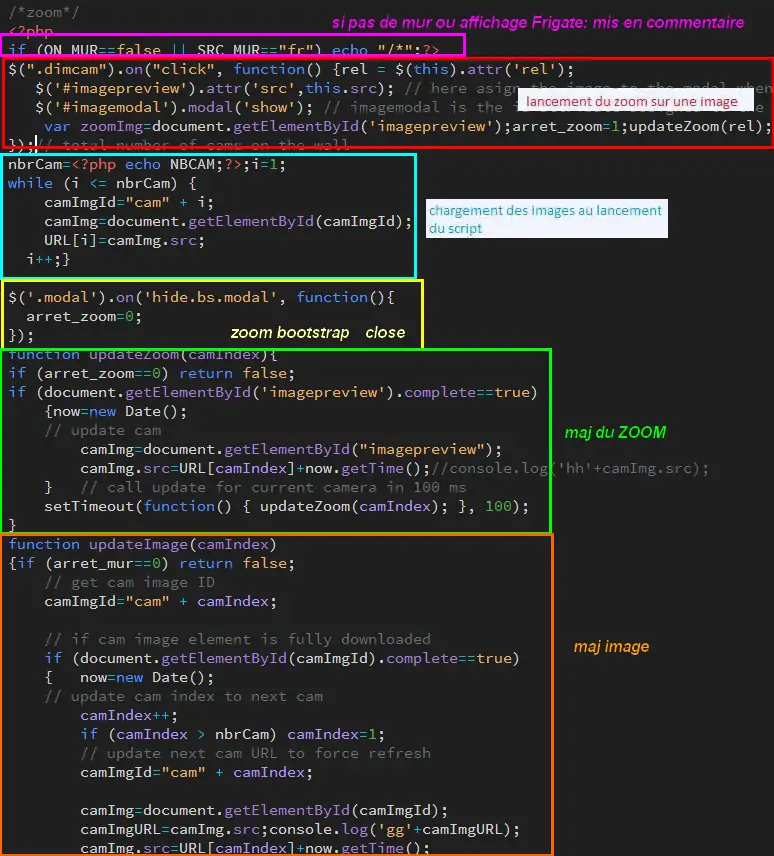 /*zoom*/
si pas de mur ou affichage Frigate: mis en commentaire
<?php
if (ON_MUR==false || SRC_MUR=="fr") echo "/*";?>
$(".dimcam").on("click", function() {rel = $(this).attr('rel');
$('#imagepreview').attr('src',this.src); // here asign the image to the modal when
lancement du zoom sur une image
$('#imagemodal').modal('show'); // imagemodal is the
var zoomImg=document.getElementById('imagepreview');arret_zoom=1;updateZoom(rel);
});// total number of cams on the wall
nbrCam=<?php echo NBCAM;?>;i=1;
while (i <= nbrCam) {
camImgId="cam" + i;
chargement des images au lancement
camImg=document.getElementById(camImgId);
du script
URL[i]=camImg.src;
i++;}
$('.modal').on('hide.bs.modal', function(){
arret_zoom=0;
});
zoom bootstrap close
function updateZoom(camIndex){
if (arret_zoom==0) return false;
if (document.getElementById('imagepreview').complete==true)
{now=new Date();
// update cam
maj du ZOOM
camImg=document.getElementById("imagepreview");
camImg.src=URL[camIndex]+now.getTime();//console.log('hh'+camImg.src);
} // call update for current camera in 100 ms
setTimeout(function() { updateZoom(camIndex); }, 100);
}
function updateImage(camIndex)
{if (arret_mur==0) return false;
// get cam image ID
camImgId="cam" + camIndex;
// if cam image element is fully downloaded
maj image
if (document.getElementById(camImgId).complete==true)
{ now=new Date();
// update cam index to next cam
camIndex++;
if (camIndex > nbrCam) camIndex=1;
// update next cam URL to force refresh
camImgId="cam" + camIndex;
camImg=document.getElementById(camImgId);
camImgURL=camImg.src;console.log('gg'+camImgURL);
camImg.src=URL[camIndex]+now.getTime();